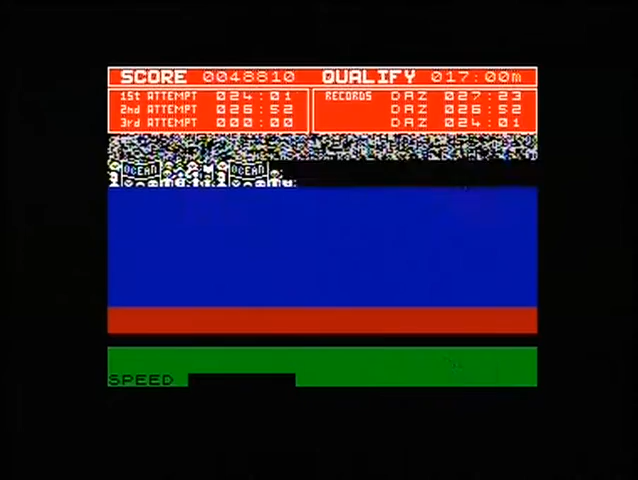 SCORE 0048810 QUALIFY 017:00m
1st ATTEMPT 024:01 RECORDS DAZ 027:23
2nd ATTEMPT 026:52 DAZ 026:52
3rd ATTEMPT 000:00 DAZ 024:01
OCEAN OCEAN
SPEED